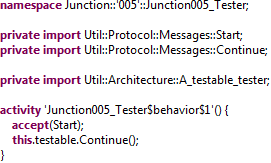 namespace Junction::'005'::Junction005_Tester;
private import Util::Protocol::Messages::Start;
private import Util::Protocol::Messages::Continue;
private import Util::Architecture::A_testable_tester;
activity 'Junction005_Tester$behavior$1'() {
accept(Start);
this.testable.Continue();
}